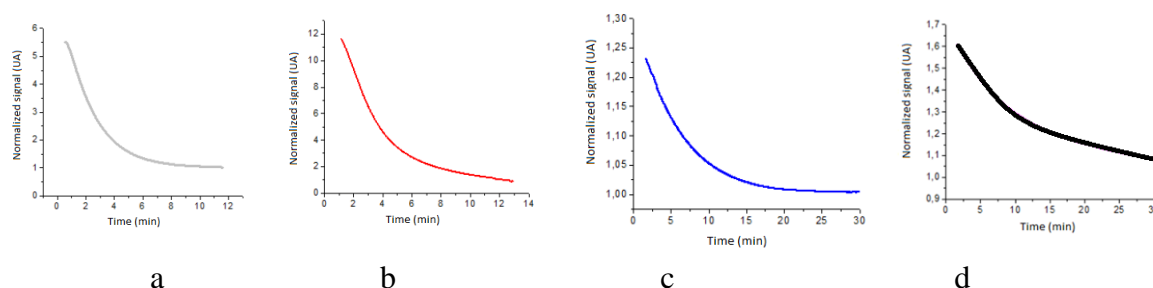 Normalized signal (UA)
6
5
4
3
2
1
0
0 2 4 6 8 10 12
Time (min)
a
Normalized signal (UA)
12
10
8
6
4
2
0
0 2 4 6 8 10 12 14
Time (min)
b
Normalized signal (UA)
1,30
1,25
1,20
1,15
1,10
1,05
1,00
0 5 10 15 20 25 30
Time (min)
c
Normalized signal (UA)
1,7
1,6
1,5
1,4
1,3
1,2
1,1
1,0
0,9
0 5 10 15 20 25 30
Time (min)
d